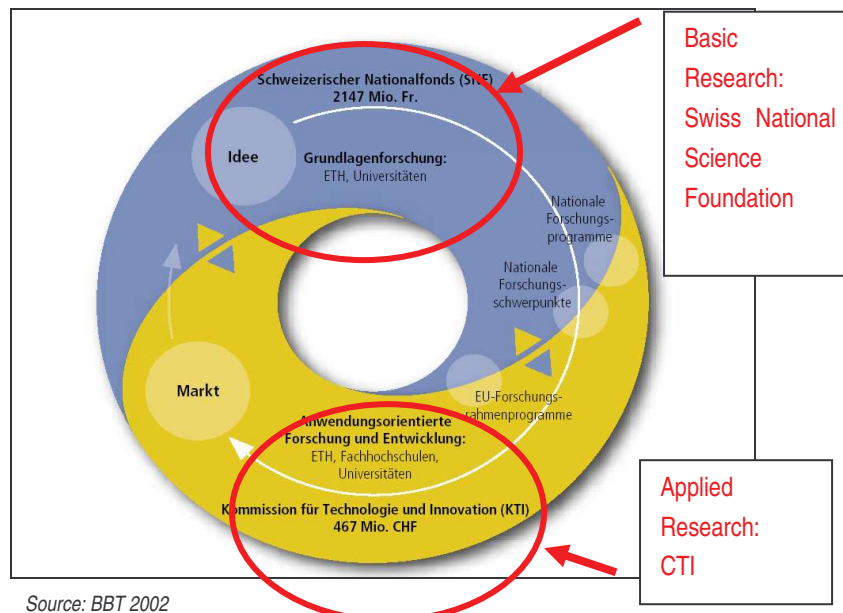 Schweizerischer Nationalfonds (SNF)
2147 Mio. Fr.
Idee
Grundlagenforschung:
ETH, Universitäten
Nationale
Forschungs-
programme
Nationale
Forschungs-
schwerpunkte
EU-Forschungs-
rahmenprogramme
Markt
Anwendungsorientierte
Forschung und Entwicklung:
ETH, Fachhochschulen,
Universitäten
Kommission für Technologie und Innovation (KTI)
467 Mio. CHF
Basic
Research:
Swiss National
Science
Foundation
Applied
Research:
CTI
Source: BBT 2002